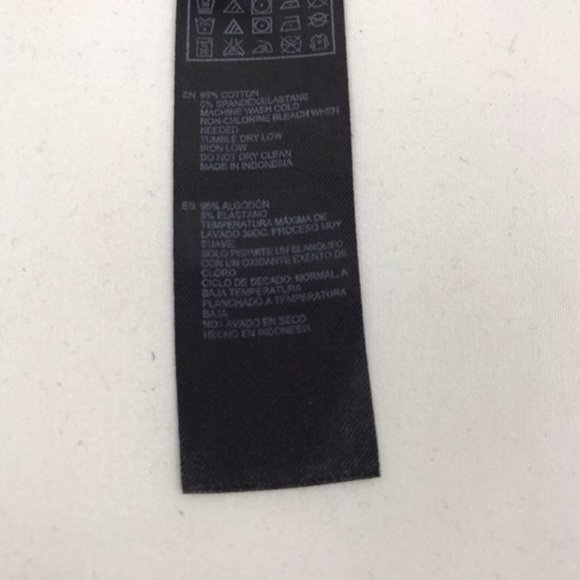 EN 95% COTTON
5% SPANDEX/ELASTANE
MACHINE WASH COLD
NON-CHLORINE BLEACH WHEN
NEEDED
TUMBLE DRY LOW
IRON LOW
DO NOT DRY CLEAN
MADE IN INDONESIA
ES 95% ALGODÓN
5% ELASTANO
TEMPERATURA MÁXIMA DE
LAVADO 30OC. PROCESO MUY
SUAVE
SOLO PERMITE UN BLANQUEO
CON UN OXIDANTE EXENTO DE
CLORO
CICLO DE SECADO: NORMAL, A
BAJA TEMPERATURA
PLANCHADO A TEMPERATURA
BAJA
NO LAVADO EN SECO
HECHO EN INDONESIA